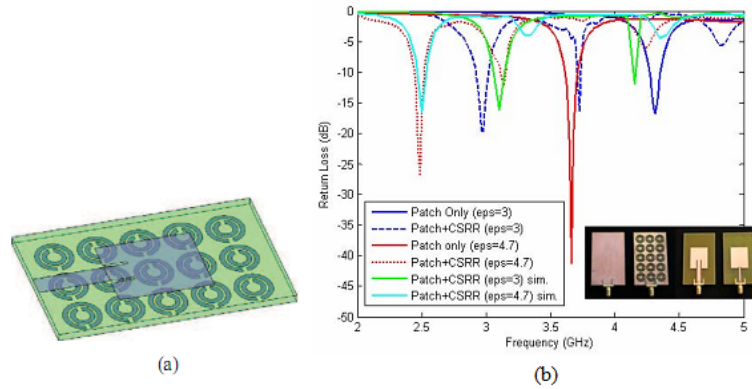 0
-5
-10
-15
-20
-25
-30
-35
-40
-45
-50
Return Loss (dB)
Patch Only (eps=3)
Patch+CSRR (eps=3)
Patch only (eps=4.7)
Patch+CSRR (eps=4.7)
Patch+CSRR (eps=3) sim.
Patch+CSRR (eps=4.7) sim.
2 2.5 3 3.5 4 4.5 5
Frequency (GHz)
(a)
(b)